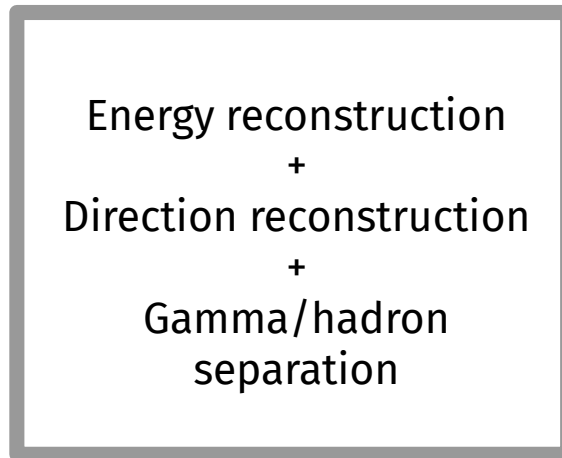 Energy reconstruction
+
Direction reconstruction
+
Gamma/hadron
separation